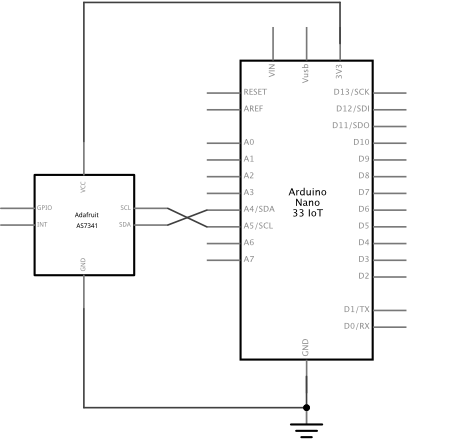 VIN
Vusb
3V3
RESET
AREF
A0
A1
A2
A3
A4/SDA
A5/SCL
A6
A7
Arduino
Nano
33 IoT
D13/SCK
D12/SDI
D11/SDO
D10
D9
D8
D7
D6
D5
D4
D3
D2
D1/TX
D0/RX
GND
VCC
GPIO
INT
Adafruit
AS7341
SCL
SDA
GND